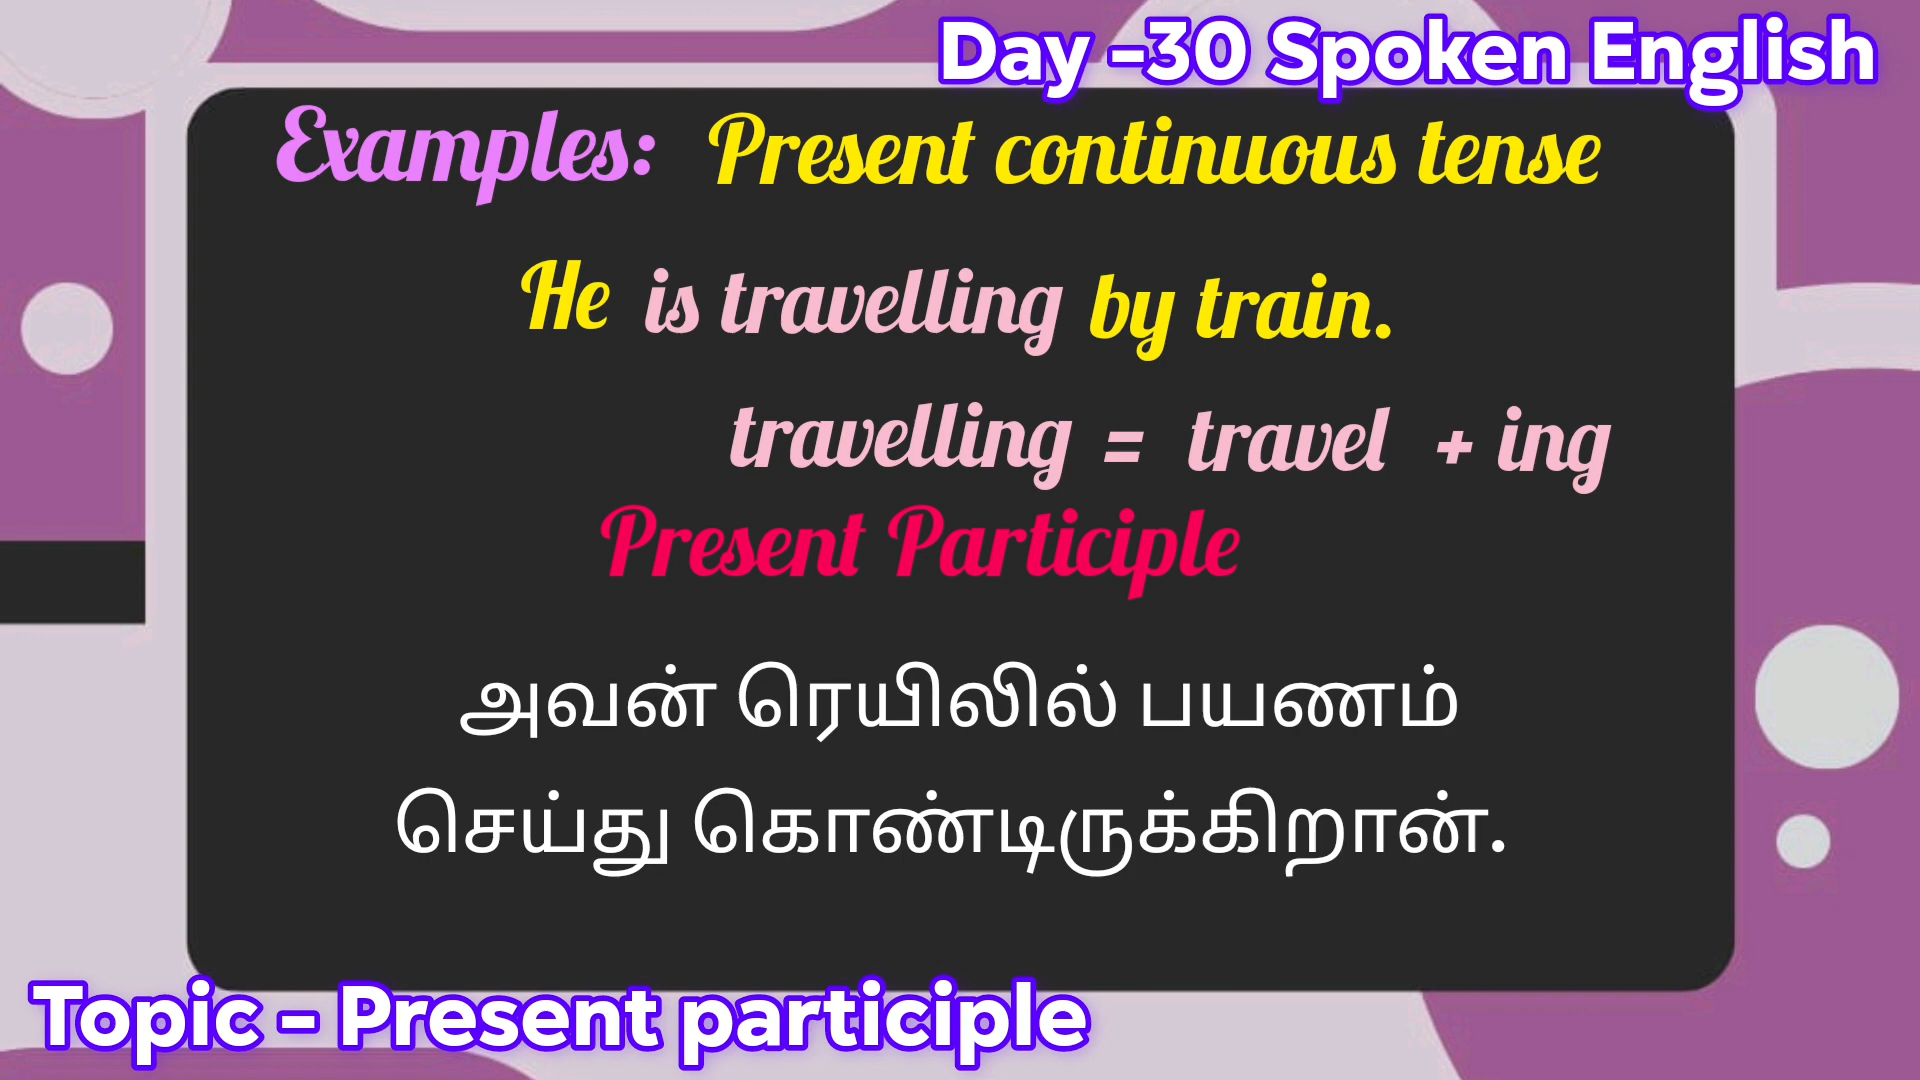 Day -30 Spoken English
Examples: Present continuous tense
He is travelling by train.
travelling = travel + ing
Present Participle
அவன் ரெயிலில் பயணம்
செய்து கொண்டிருக்கிறான்.
Topic - Present participle